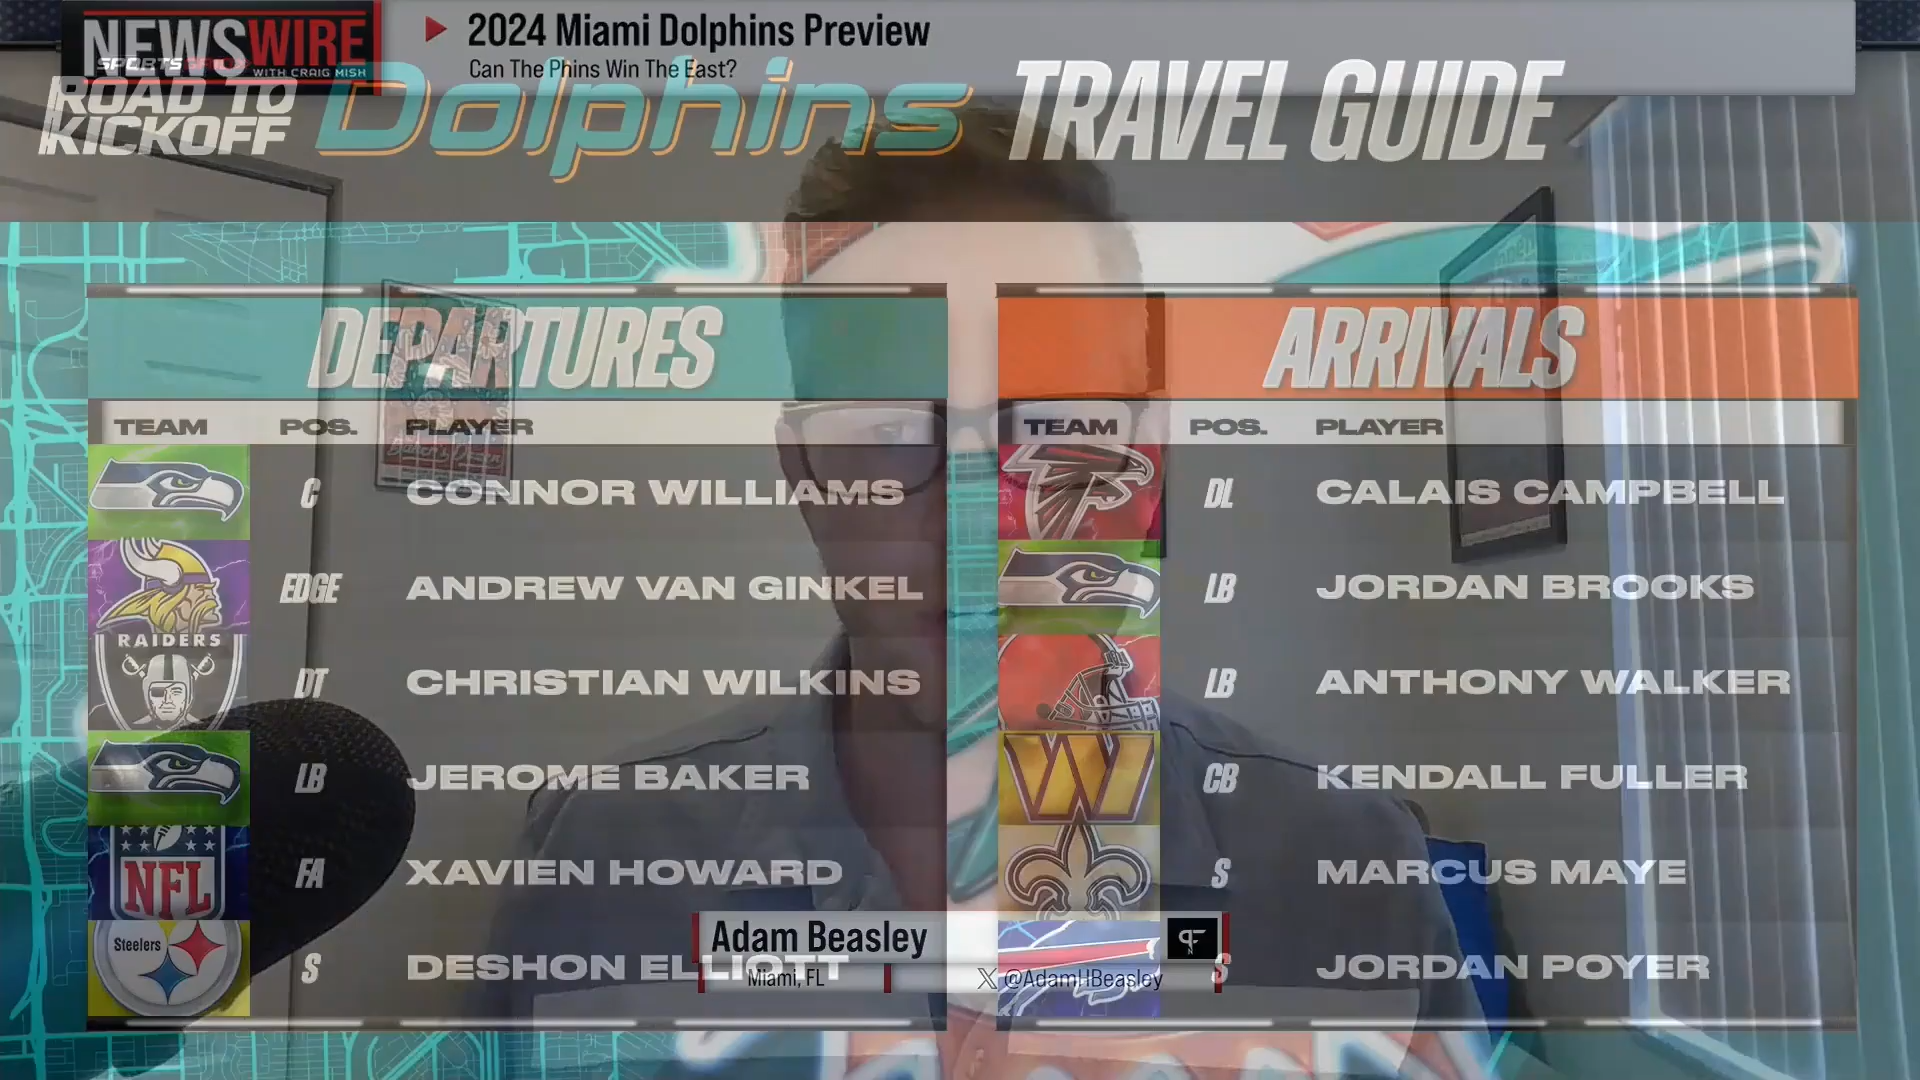 NEWSWIRE
SPORTSGRID
WITH CRAIG MISH
2024 Miami Dolphins Preview
Can The Phins Win The East?
ROAD TO
KICKOFF
Dolphins TRAVEL GUIDE
DEPARTURES
TEAM POS. PLAYER
C CONNOR WILLIAMS
EDGE ANDREW VAN GINKEL
RAIDERS
DT CHRISTIAN WILKINS
LB JEROME BAKER
NFL
FA XAVIEN HOWARD
Steelers
S DESHON ELLIOTT
ARRIVALS
TEAM POS. PLAYER
DL CALAIS CAMPBELL
LB JORDAN BROOKS
LB ANTHONY WALKER
W
CB KENDALL FULLER
S MARCUS MAYE
S JORDAN POYER
Adam Beasley
Miami, FL
X @AdamHBeasley
PFN